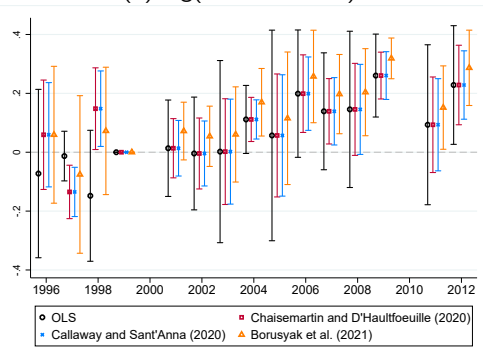 .4
.2
0
-.2
-.4
1996 1998 2000 2002 2004 2006 2008 2010 2012
OLS Chaisemartin and D'Haultfoeuille (2020)
Callaway and Sant'Anna (2020) Borusyak et al. (2021)